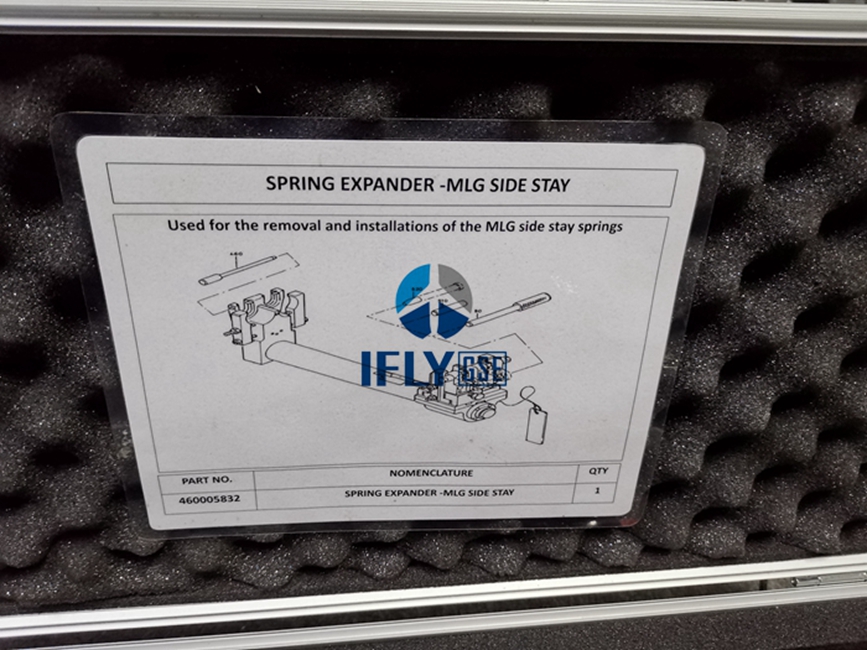 SPRING EXPANDER -MLG SIDE STAY
Used for the removal and installations of the MLG side stay springs
IFLY GSE
PART NO. NOMENCLATURE QTY
460005832 SPRING EXPANDER -MLG SIDE STAY 1